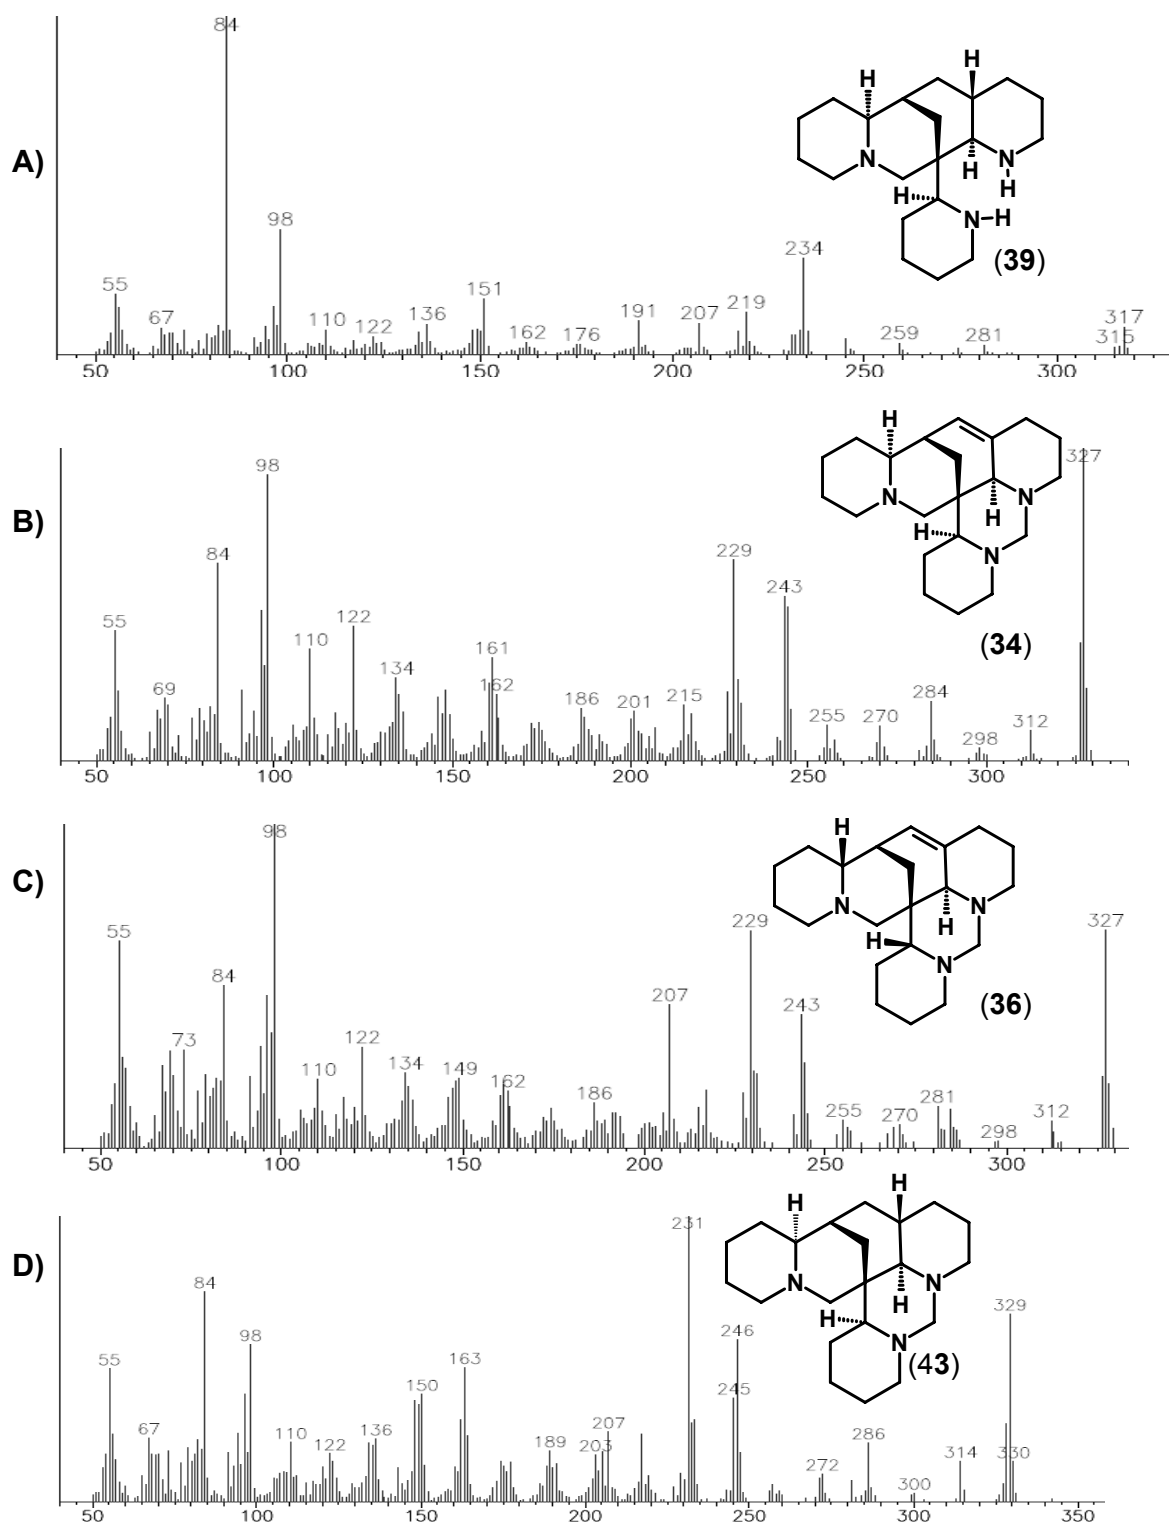 A)
84
98
55
67
110
122
136
151
162
176
191
207
219
234
259
281
315
317
H
H
N
H
N
H
H
N-H
(39)
50 100 150 200 250 300
B)
98
84
55
69
110
122
134
161
162
186
201
215
229
243
255
270
284
298
312
327
H
N
N
H
H
N
(34)
50 100 150 200 250 300
C)
98
55
73
84
110
122
134
149
162
186
207
229
243
255
270
281
298
312
327
H
N
N
H
H
N
(36)
50 100 150 200 250 300
D)
84
98
55
67
110
122
136
150
163
189
203
207
231
245
246
272
286
300
314
329
330
H
H
N
N
H
H
N
(43)
50 100 150 200 250 300 350